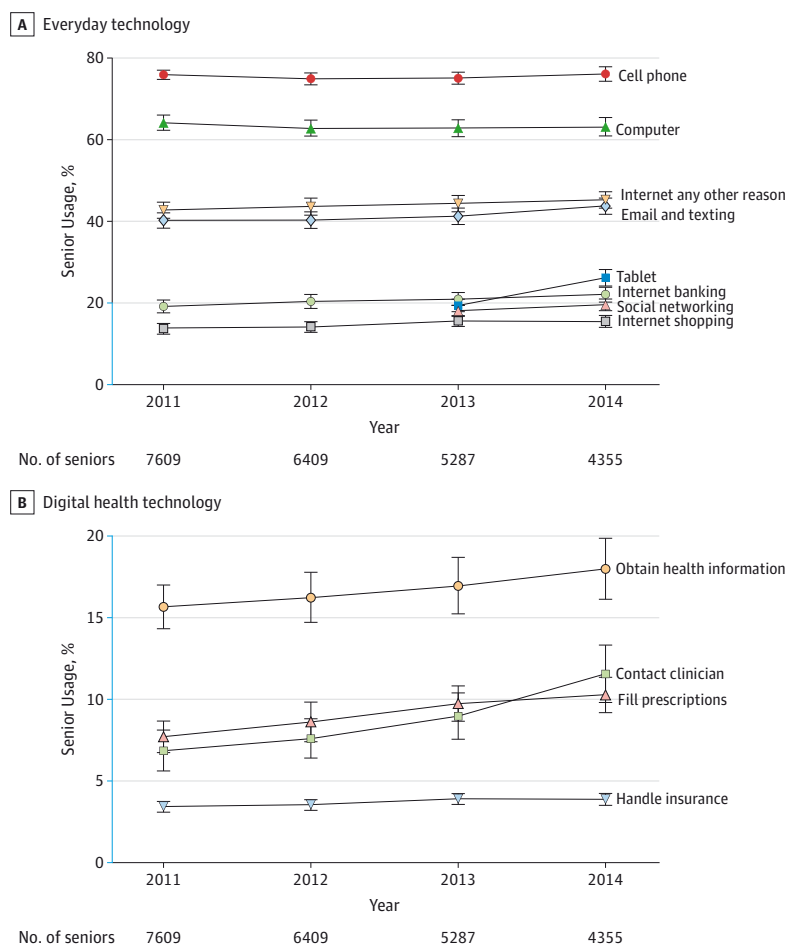 A Everyday technology
80
60
40
20
0
Senior Usage, %
Cell phone
Computer
Internet any other reason
Email and texting
Tablet
Internet banking
Social networking
Internet shopping
2011 2012 2013 2014
Year
No. of seniors 7609 6409 5287 4355
B Digital health technology
20
15
10
5
0
Senior Usage, %
Obtain health information
Contact clinician
Fill prescriptions
Handle insurance
2011 2012 2013 2014
Year
No. of seniors 7609 6409 5287 4355